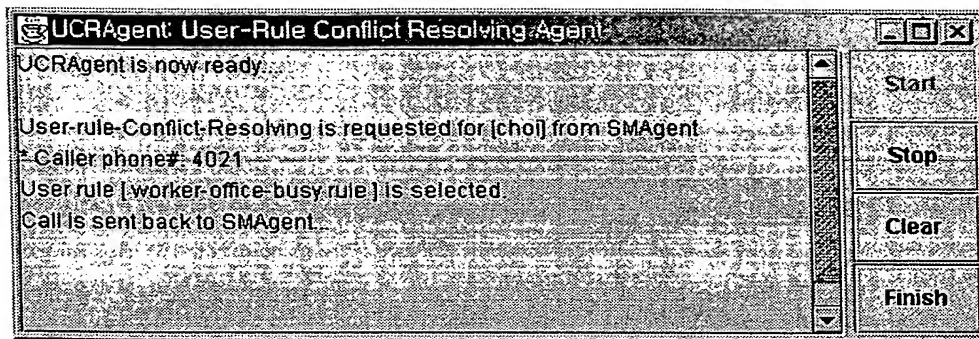 UCRAgent: User-Rule Conflict Resolving Agent
UCRAgent is now ready...
User-rule-Conflict-Resolving is requested for [choi] from SMAgent
* Caller phone#: 4021
User rule [ worker-office-busy.rule ] is selected.
Call is sent back to SMAgent...
Start
Stop
Clear
Finish